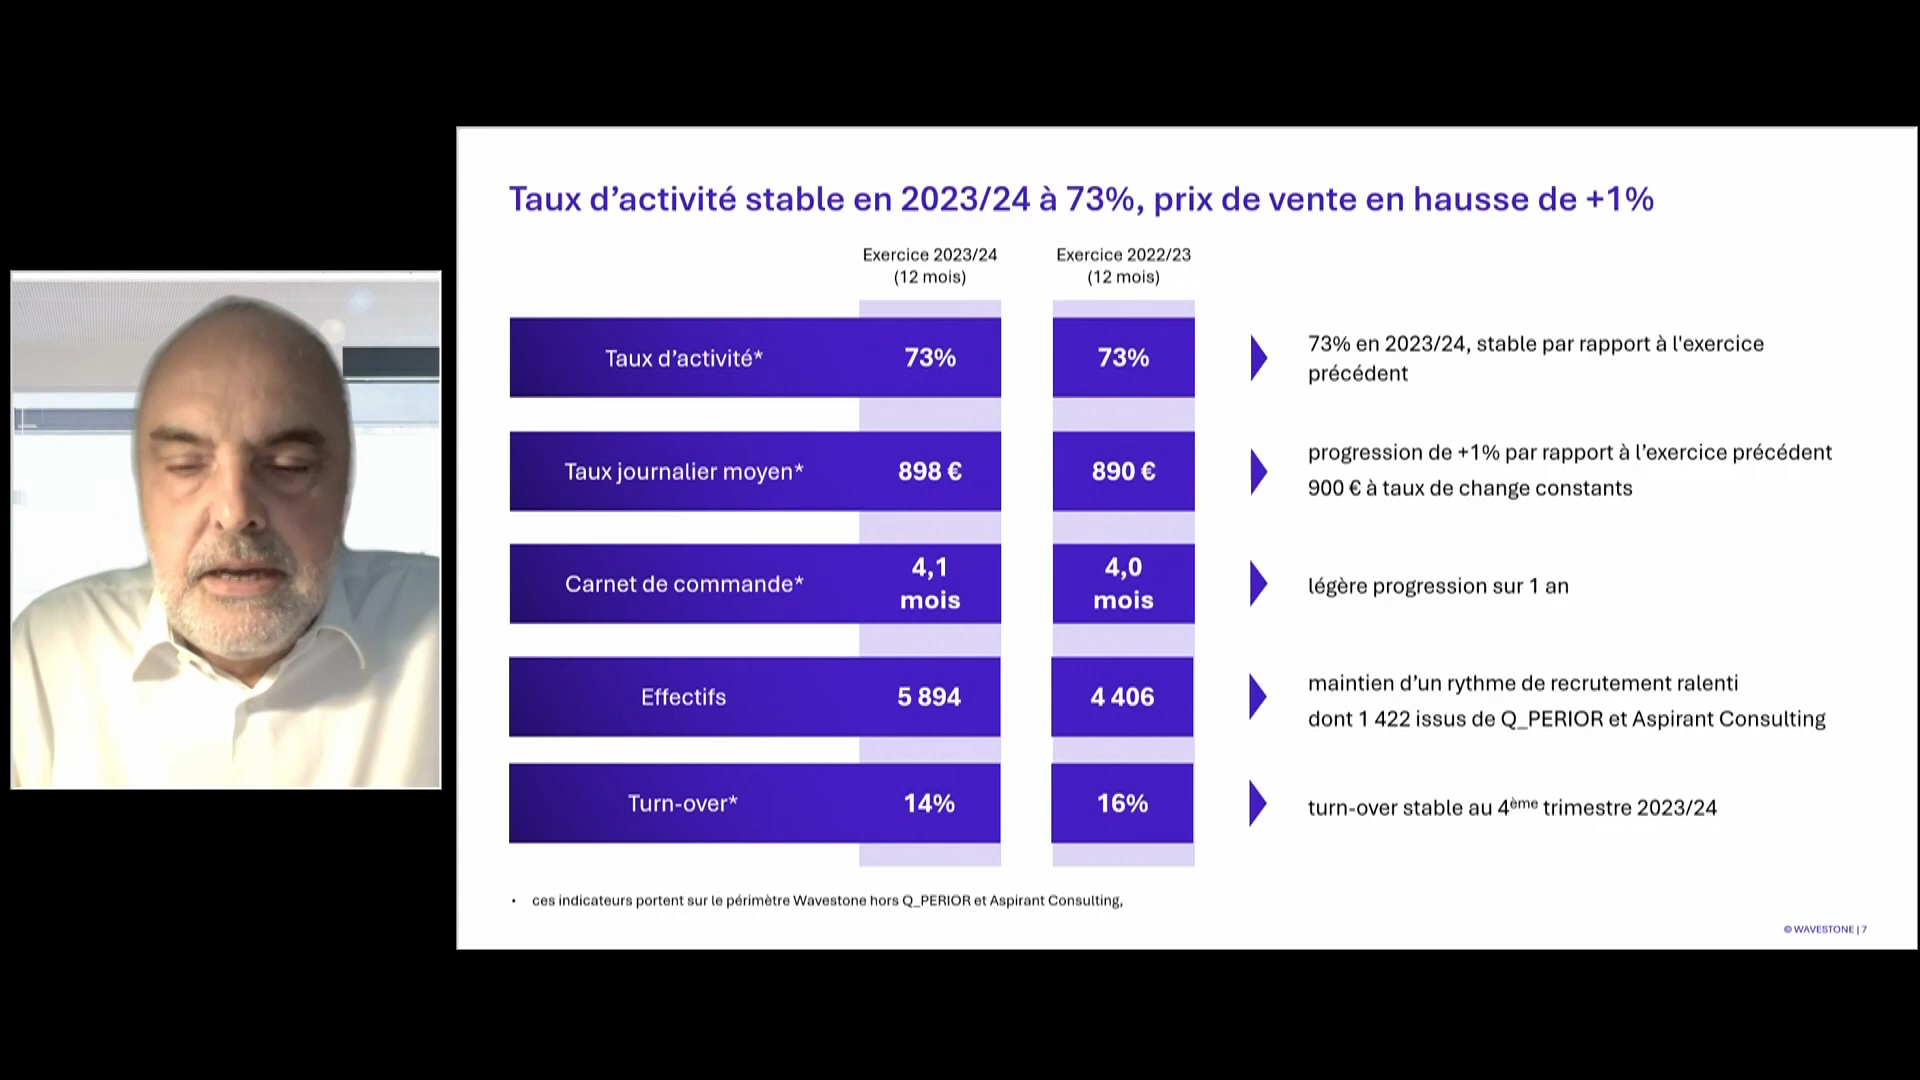 Taux d’activité stable en 2023/24 à 73%, prix de vente en hausse de +1%
Exercice 2023/24
(12 mois)
Exercice 2022/23
(12 mois)
Taux d’activité*
73%
73%
73% en 2023/24, stable par rapport à l'exercice
précédent
Taux journalier moyen*
898 €
890 €
progression de +1% par rapport à l’exercice précédent
900 € à taux de change constants
Carnet de commande*
4,1
mois
4,0
mois
légère progression sur 1 an
Effectifs
5 894
4 406
maintien d’un rythme de recrutement ralenti
dont 1 422 issus de Q_PERIOR et Aspirant Consulting
Turn-over*
14%
16%
turn-over stable au 4ème trimestre 2023/24
• ces indicateurs portent sur le périmètre Wavestone hors Q_PERIOR et Aspirant Consulting,
© WAVESTONE | 7